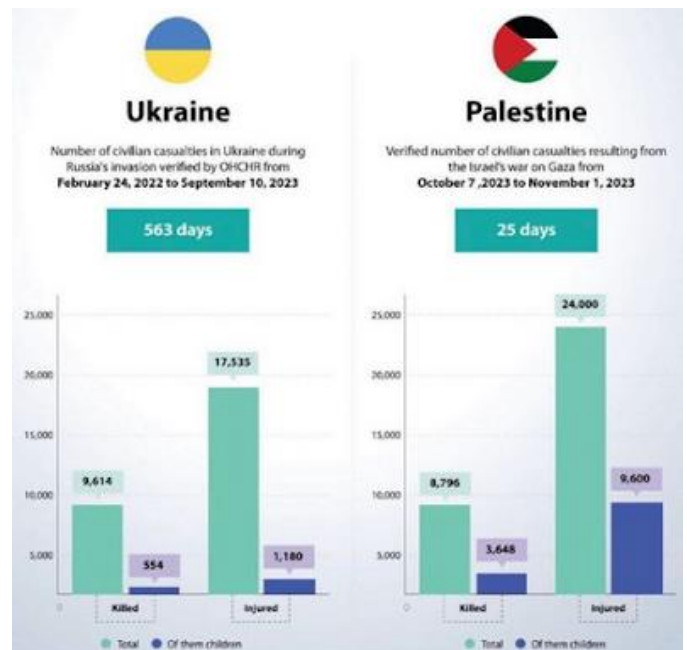 Ukraine
Number of civilian casualties in Ukraine during
Russia's invasion verified by OHCHR from
February 24, 2022 to September 10, 2023
563 days
25,000
20,000
15,000
10,000
5,000
0
17,535
9,614
554
1,180
Killed
Injured
Total
Of them children
Palestine
Verified number of civilian casualties resulting from
the Israel's war on Gaza from
October 7 ,2023 to November 1, 2023
25 days
25,000
20,000
15,000
10,000
5,000
0
24,000
8,796
3,648
9,600
Killed
Injured
Total
Of them children